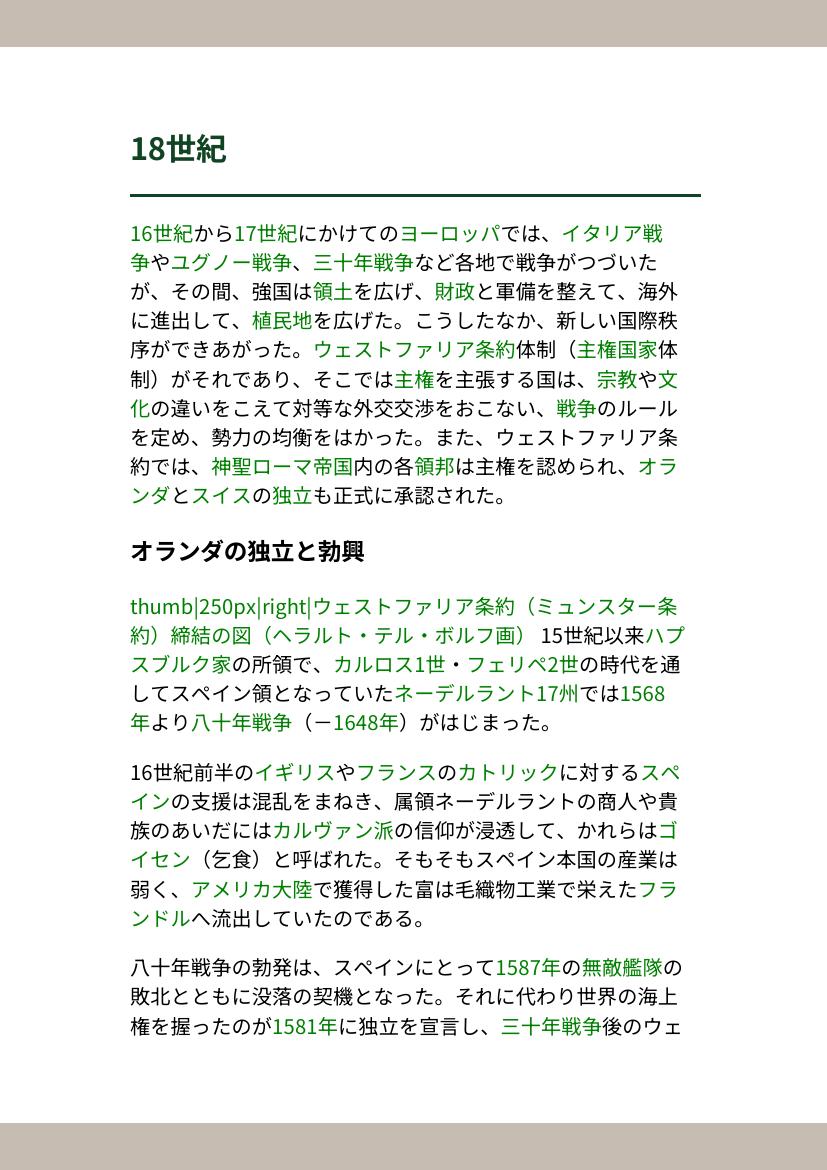 18世紀
16世紀から17世紀にかけてのヨーロッパでは、イタリア戦
争やユグノー戦争、三十年戦争など各地で戦争がつづいた
が、その間、強国は領土を広げ、財政と軍備を整えて、海外
に進出して、植民地を広げた。こうしたなか、新しい国際秩
序ができあがった。ウェストファリア条約体制（主権国家体
制）がそれであり、そこでは主権を主張する国は、宗教や文
化の違いをこえて対等な外交交渉をおこない、戦争のルール
を定め、勢力の均衡をはかった。また、ウェストファリア条
約では、神聖ローマ帝国内の各領邦は主権を認められ、オラ
ンダとスイスの独立も正式に承認された。
オランダの独立と勃興
thumb|250px|right|ウェストファリア条約（ミュンスター条
約）締結の図（ヘラルト・テル・ボルフ画） 15世紀以来ハプ
スブルク家の所領で、カルロス1世・フェリペ2世の時代を通
してスペイン領となっていたネーデルラント17州では1568
年より八十年戦争（－1648年）がはじまった。
16世紀前半のイギリスやフランスのカトリックに対するスペ
インの支援は混乱をまねき、属領ネーデルラントの商人や貴
族のあいだにはカルヴァン派の信仰が浸透して、かれらはゴ
イセン（乞食）と呼ばれた。そもそもスペイン本国の産業は
弱く、アメリカ大陸で獲得した富は毛織物工業で栄えたフラ
ンドルへ流出していたのである。
八十年戦争の勃発は、スペインにとって1587年の無敵艦隊の
敗北とともに没落の契機となった。それに代わり世界の海上
権を握ったのが1581年に独立を宣言し、三十年戦争後のウェ